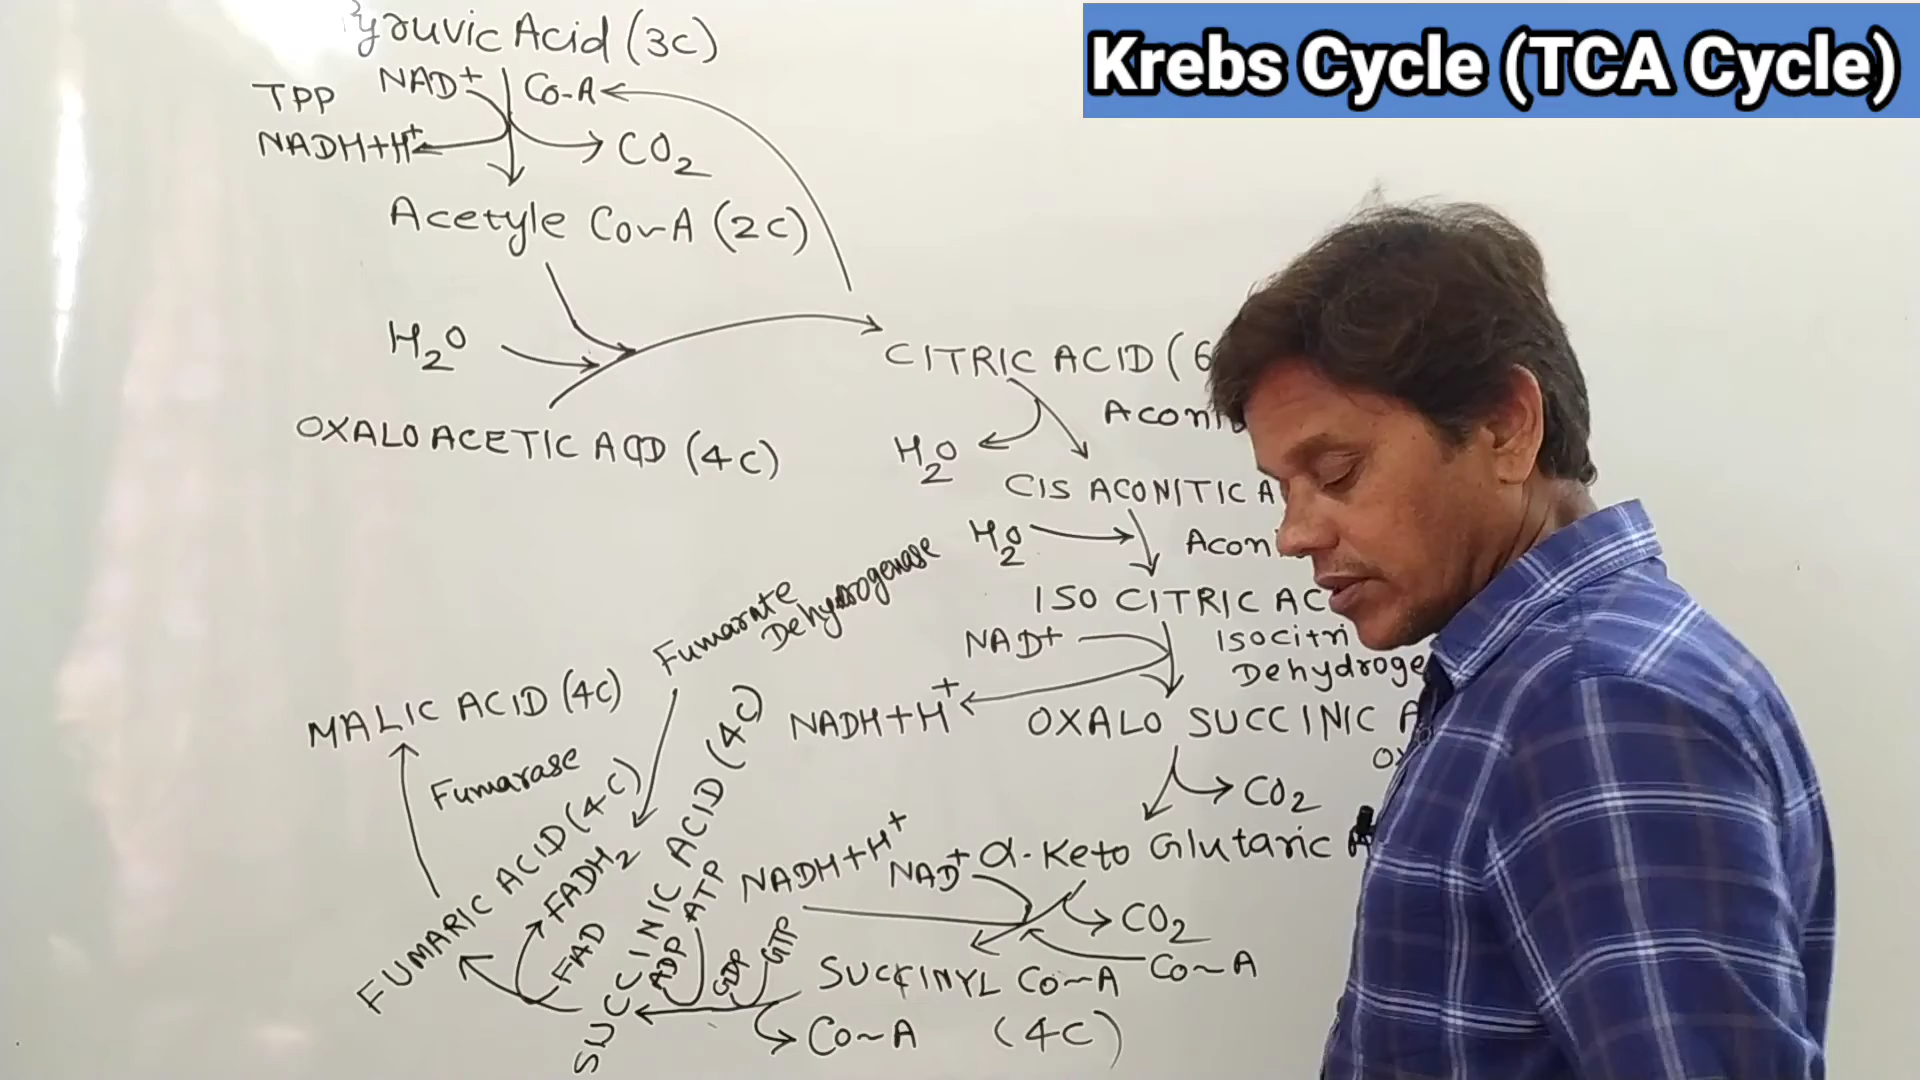 Krebs Cycle (TCA Cycle)
Pyruvic Acid (3C)
TPP NAD+ Co-A
NADH+H+ CO2
Acetyle Co~A (2C)
H2O
CITRIC ACID (6
OXALOACETIC ACID (4C)
H2O
CIS ACONITIC A
H2O
ISO CITRIC AC
NAD+
Isocitri
Dehydroge
NADH+H+
OXALO SUCCINIC A
CO2
α-Keto Glutaric A
NADH+H+ NAD+
CO2
Co~A
SUCCINYL Co~A
(4C)
Co~A
GDP GTP
ADP ATP
SUCCINIC ACID (4C)
Fumarate
Dehydrogenase
FAD FADH2
FUMARIC ACID (4C)
Fumarase
MALIC ACID (4C)